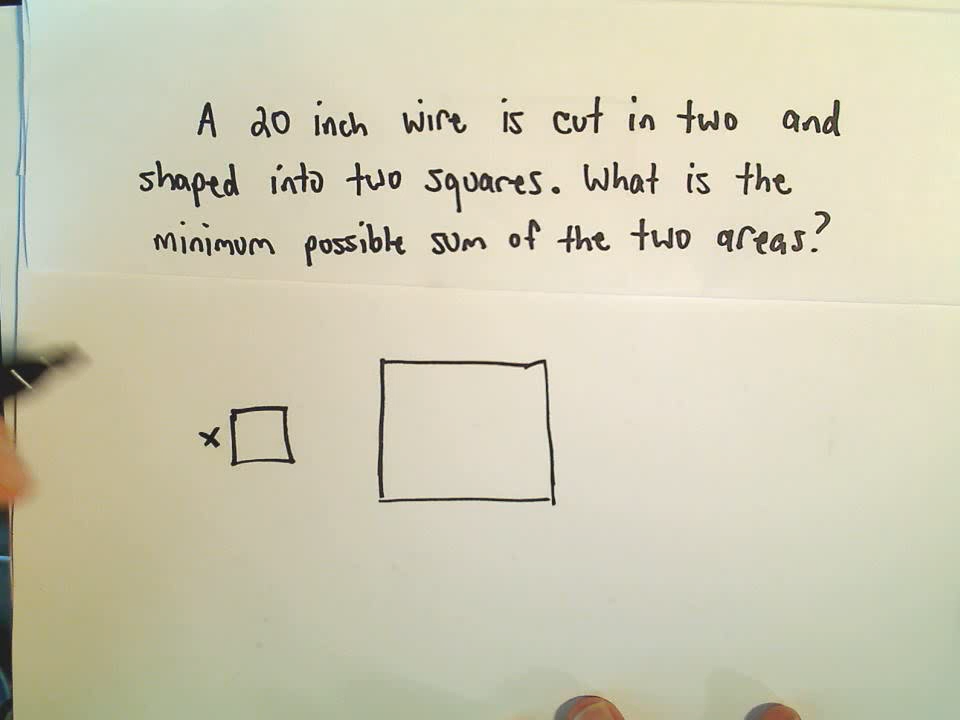 A 20 inch wire is cut in two and
shaped into two squares. What is the
minimum possible sum of the two areas?
x